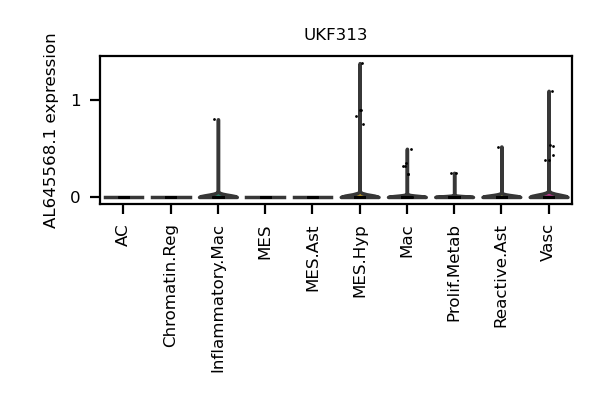 UKF313
AL645568.1 expression
1
0
AC
Chromatin.Reg
Inflammatory.Mac
MES
MES.Ast
MES.Hyp
Mac
Prolif.Metab
Reactive.Ast
Vasc